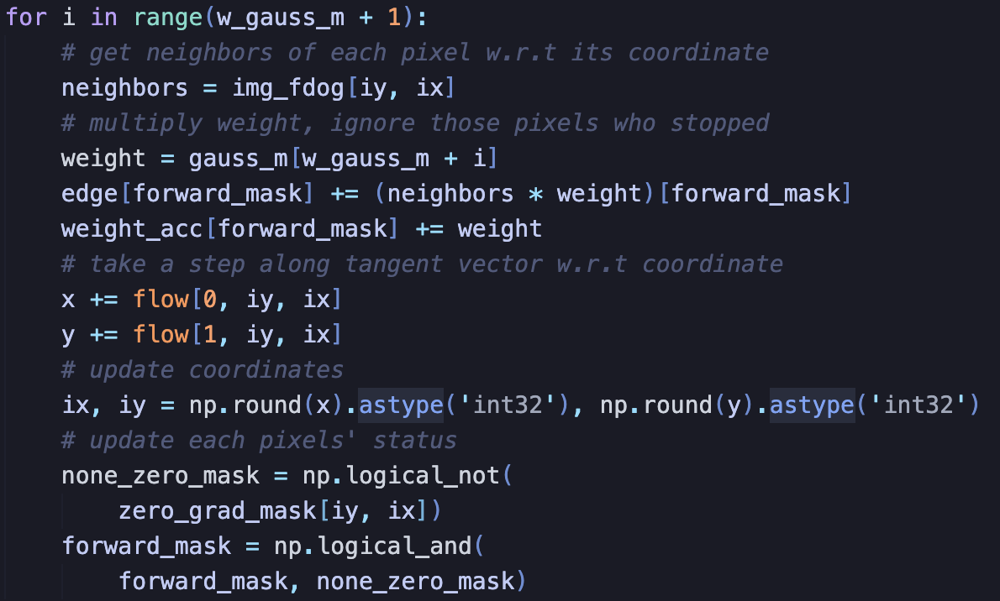 for i in range(w_gauss_m + 1):
    # get neighbors of each pixel w.r.t its coordinate
    neighbors = img_fdog[iy, ix]
    # multiply weight, ignore those pixels who stopped
    weight = gauss_m[w_gauss_m + i]
    edge[forward_mask] += (neighbors * weight)[forward_mask]
    weight_acc[forward_mask] += weight
    # take a step along tangent vector w.r.t coordinate
    x += flow[0, iy, ix]
    y += flow[1, iy, ix]
    # update coordinates
    ix, iy = np.round(x).astype('int32'), np.round(y).astype('int32')
    # update each pixels' status
    none_zero_mask = np.logical_not(
        zero_grad_mask[iy, ix])
    forward_mask = np.logical_and(
        forward_mask, none_zero_mask)